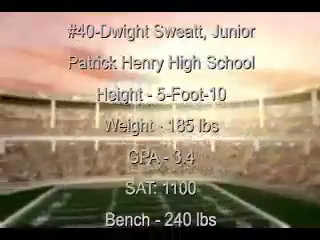 #40-Dwight Sweatt, Junior
Patrick Henry High School
Height - 5-Foot-10
Weight - 185 lbs
GPA - 3.4
SAT: 1100
Bench - 240 lbs